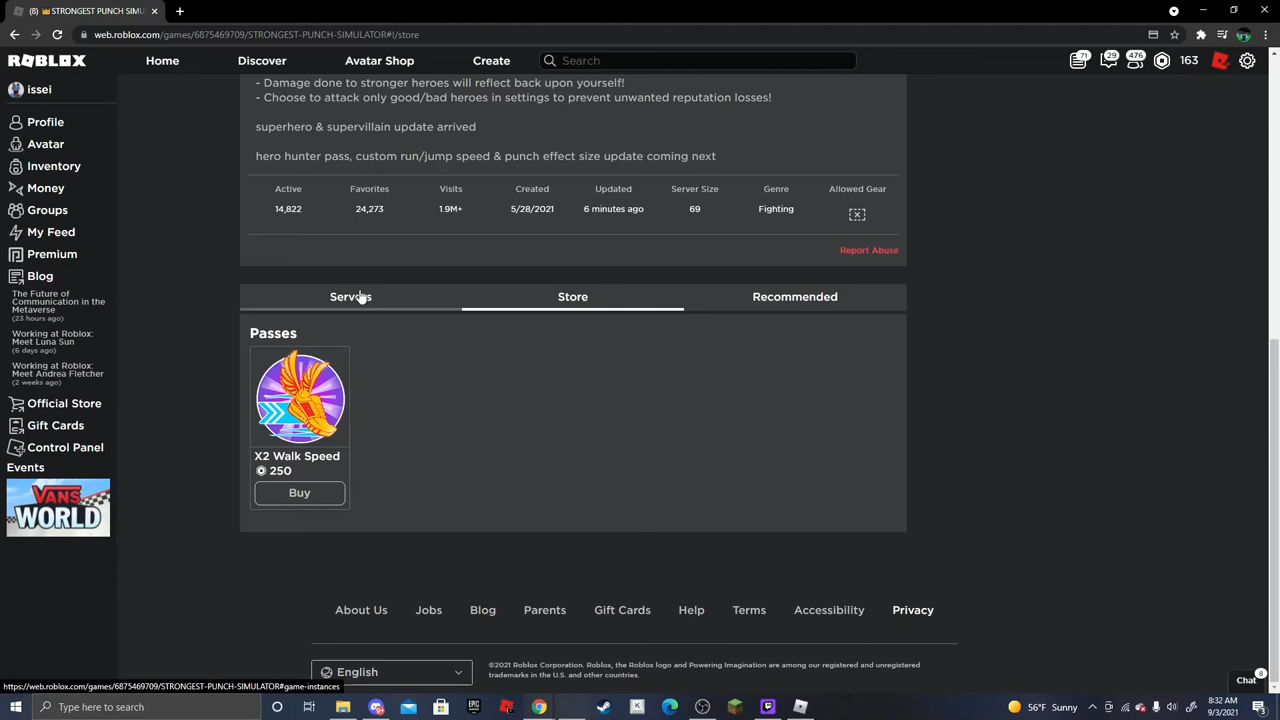 (8) 👑 STRONGEST PUNCH SIMU
web.roblox.com/games/6875469709/STRONGEST-PUNCH-SIMULATOR#!/store
ROBLOX Home Discover Avatar Shop Create Search 71 29 476 163
issei
Profile
Avatar
Inventory
Money
Groups
My Feed
Premium
Blog
The Future of
Communication in the
Metaverse
(23 hours ago)
Working at Roblox:
Meet Luna Sun
(6 days ago)
Working at Roblox:
Meet Andrea Fletcher
(2 weeks ago)
Official Store
Gift Cards
Control Panel
Events
VANS
WORLD
- Damage done to stronger heroes will reflect back upon yourself!
- Choose to attack only good/bad heroes in settings to prevent unwanted reputation losses!
superhero & supervillain update arrived
hero hunter pass, custom run/jump speed & punch effect size update coming next
Active Favorites Visits Created Updated Server Size Genre Allowed Gear
14,822 24,273 1.9M+ 5/28/2021 6 minutes ago 69 Fighting
Report Abuse
Servers Store Recommended
Passes
X2 Walk Speed
250
Buy
About Us Jobs Blog Parents Gift Cards Help Terms Accessibility Privacy
English
©2021 Roblox Corporation. Roblox, the Roblox logo and Powering Imagination are among our registered and unregistered
trademarks in the U.S. and other countries.
Chat 8
https://web.roblox.com/games/6875469709/STRONGEST-PUNCH-SIMULATOR#game-instances
Type here to search
EPIC
K
56°F Sunny
8:32 AM
9/3/2021